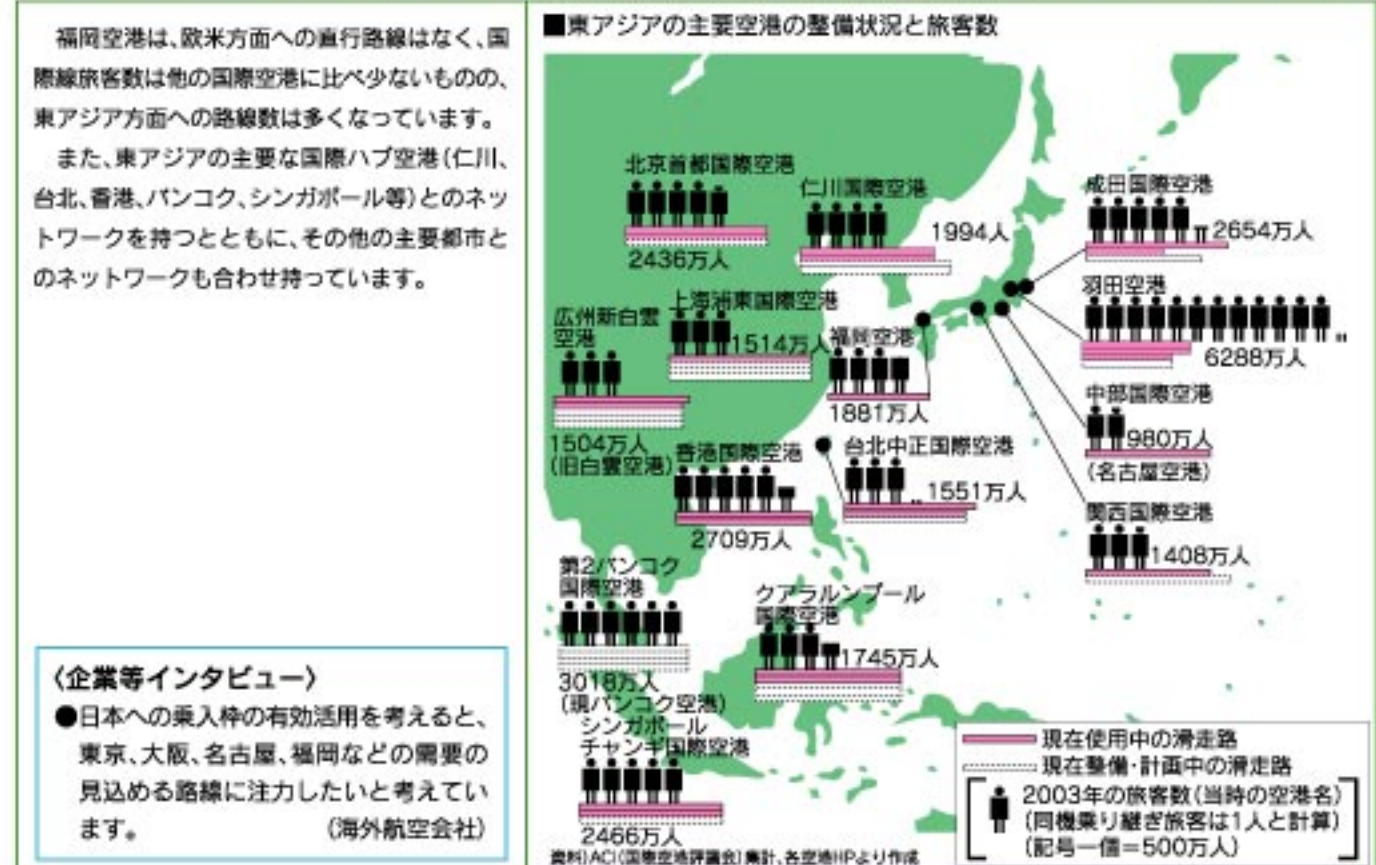 福岡空港は、欧米方面への直行路線はなく、国
際線旅客数は他の国際空港に比べ少ないものの、
東アジア方面への路線数は多くなっています。
また、東アジアの主要な国際ハブ空港(仁川、
台北、香港、バンコク、シンガポール等)とのネッ
トワークを持つとともに、その他の主要都市と
のネットワークも合わせ持っています。
〈企業等インタビュー〉
●日本への乗入枠の有効活用を考えると、
東京、大阪、名古屋、福岡などの需要の
見込める路線に注力したいと考えてい
ます。 (海外航空会社)
■東アジアの主要空港の整備状況と旅客数
北京首都国際空港
2436万人
仁川国際空港
1994人
成田国際空港
2654万人
羽田空港
6288万人
上海浦東国際空港
1514万人
広州新白雲
空港
1504万人
(旧白雲空港)
福岡空港
1881万人
中部国際空港
980万人
(名古屋空港)
香港国際空港
2709万人
台北中正国際空港
1551万人
関西国際空港
1408万人
第2バンコク
国際空港
3018万人
(現バンコク空港)
クアラルンプール
国際空港
1745万人
シンガポール
チャンギ国際空港
2466万人
現在使用中の滑走路
現在整備・計画中の滑走路
2003年の旅客数(当時の空港名)
(同機乗り継ぎ旅客は1人と計算)
(記号一個=500万人)
資料)ACI(国際空港評議会)集計、各空港HPより作成